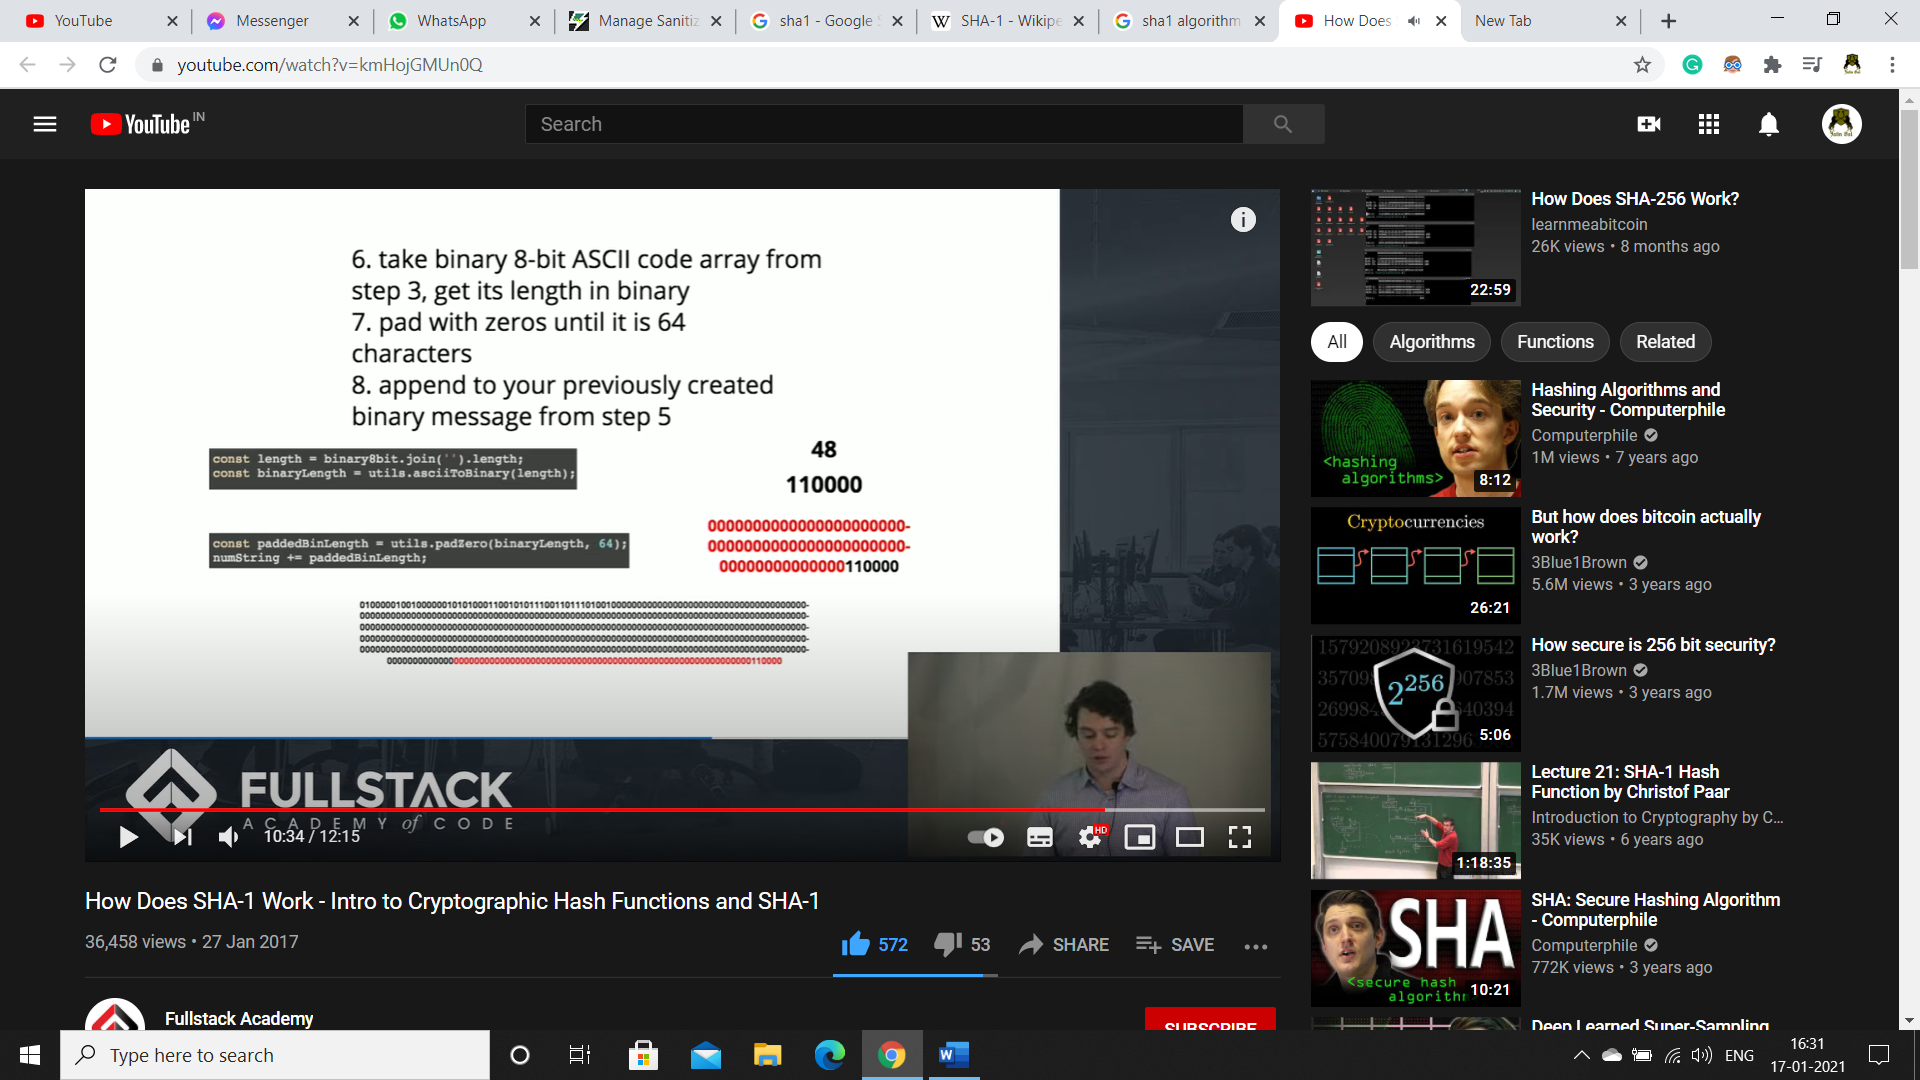 YouTube
Messenger
WhatsApp
Manage Sanitiz
sha1 - Google S
SHA-1 - Wikipe
sha1 algorithm
How Does
New Tab
youtube.com/watch?v=kmHojGMUn0Q
YouTube IN
Search
6. take binary 8-bit ASCII code array from
step 3, get its length in binary
7. pad with zeros until it is 64
characters
8. append to your previously created
binary message from step 5
const length = binary8bit.join('').length;
const binaryLength = utils.asciiToBinary(length);
48
110000
const paddedBinLength = utils.padZero(binaryLength, 64);
numString += paddedBinLength;
FULLSTACK
ACADEMY of CODE
10:34 / 12:15
HD
How Does SHA-1 Work - Intro to Cryptographic Hash Functions and SHA-1
36,458 views • 27 Jan 2017
572
53
SHARE
SAVE
Fullstack Academy
SUBSCRIBE
How Does SHA-256 Work?
learnmeabitcoin
26K views • 8 months ago
22:59
All
Algorithms
Functions
Related
<hashing
algorithms>
8:12
Hashing Algorithms and
Security - Computerphile
Computerphile
1M views • 7 years ago
Cryptocurrencies
26:21
But how does bitcoin actually
work?
3Blue1Brown
5.6M views • 3 years ago
2256
5:06
How secure is 256 bit security?
3Blue1Brown
1.7M views • 3 years ago
1:18:35
Lecture 21: SHA-1 Hash
Function by Christof Paar
Introduction to Cryptography by C...
35K views • 6 years ago
SHA
<secure hash
algorithm
10:21
SHA: Secure Hashing Algorithm
- Computerphile
Computerphile
772K views • 3 years ago
Deep Learned Super-Sampling
Type here to search
ENG
16:31
17-01-2021